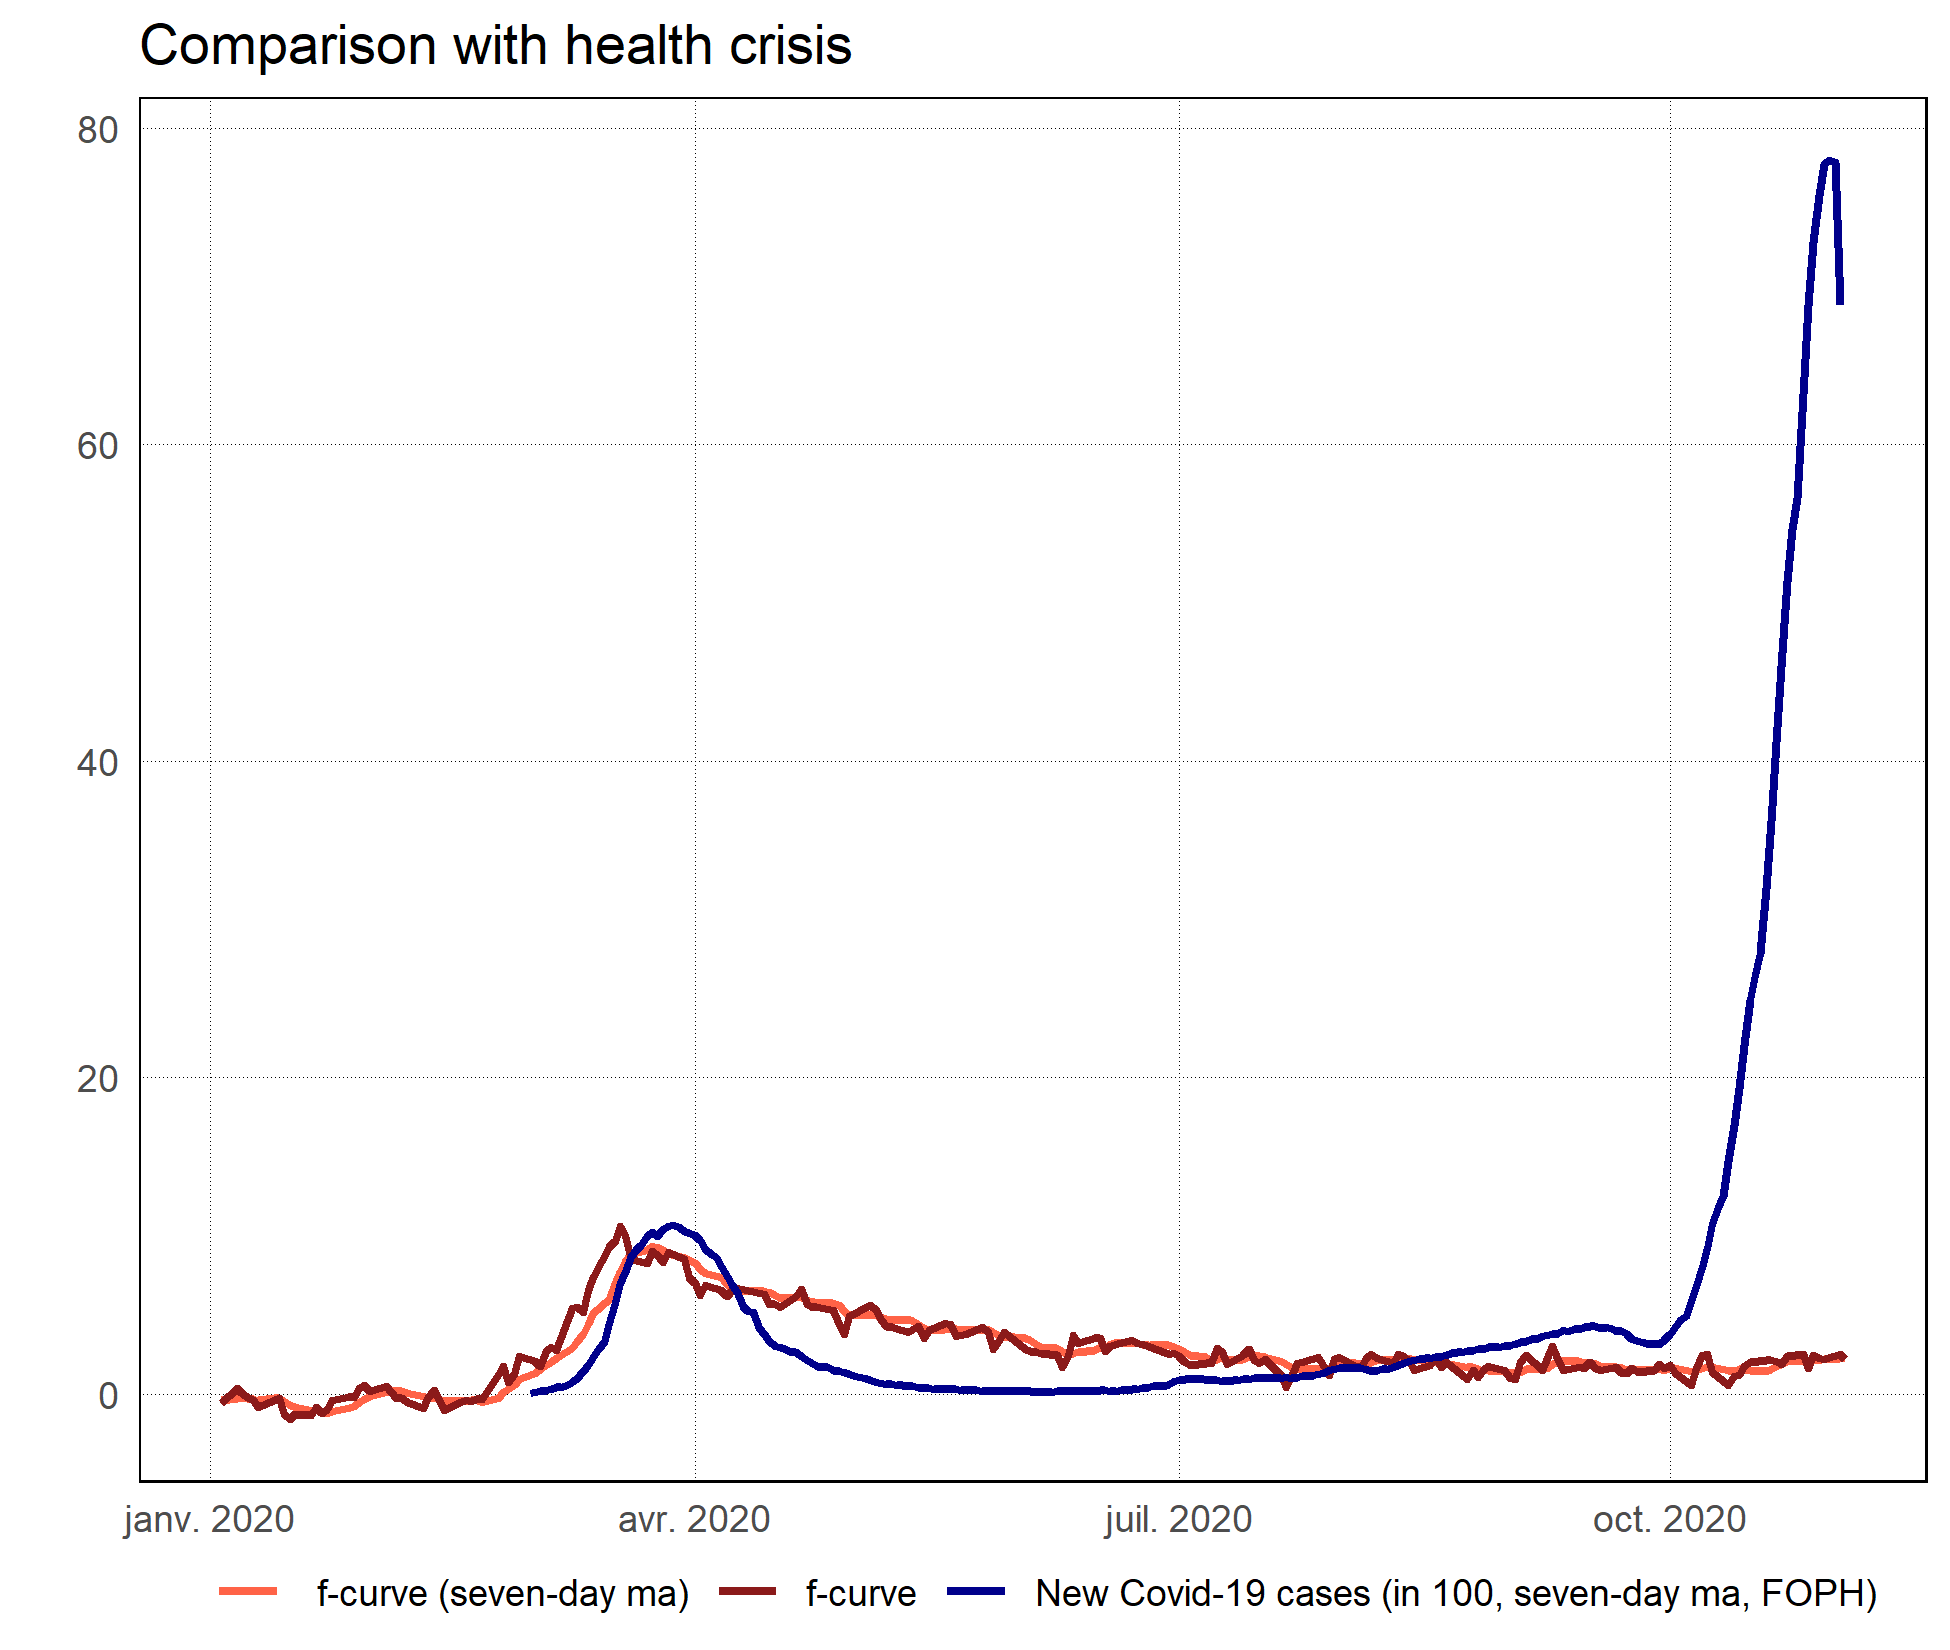 Comparison with health crisis
80
60
40
20
0
janv. 2020 avr. 2020 juil. 2020 oct. 2020
f-curve (seven-day ma) f-curve New Covid-19 cases (in 100, seven-day ma, FOPH)